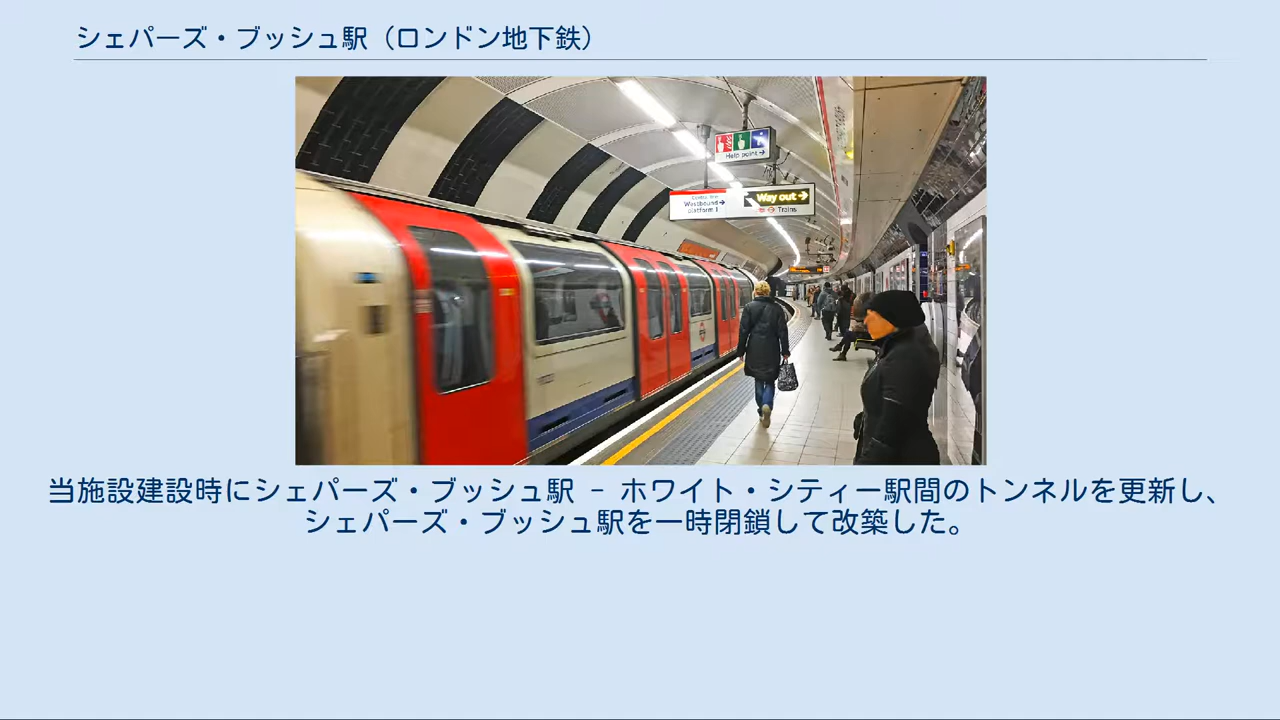 シェパーズ・ブッシュ駅（ロンドン地下鉄）
Help point →
Westbound →
platform 1
Way out →
Trains
当施設建設時にシェパーズ・ブッシュ駅 － ホワイト・シティー駅間のトンネルを更新し、
シェパーズ・ブッシュ駅を一時閉鎖して改築した。